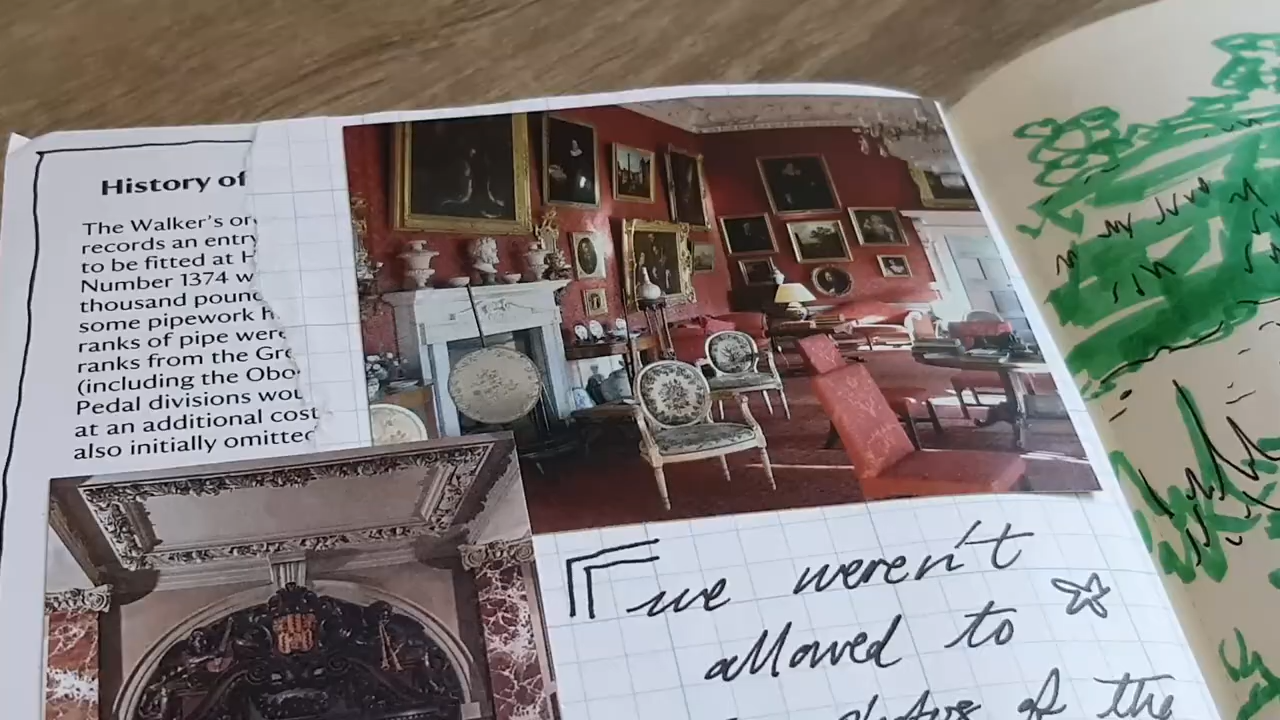 History of
The Walker's or
records an entry
to be fitted at H
Number 1374 w
thousand pound
some pipework h
ranks of pipe were
ranks from the Gre
(including the Obo
Pedal divisions wou
at an additional cost
also initially omitted
we weren't
allowed to
photos of the